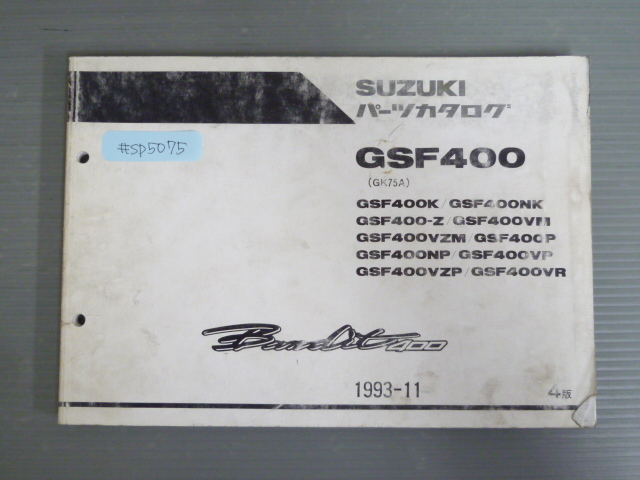 SUZUKI
パーツカタログ
#SP5075
GSF400
(GK75A)
GSF400K/GSF400NK
GSF400-Z/GSF400VM
GSF400VZM/GSF400P
GSF400NP/GSF400VP
GSF400VZP/GSF400VR
Bandit 400
1993-11
4版